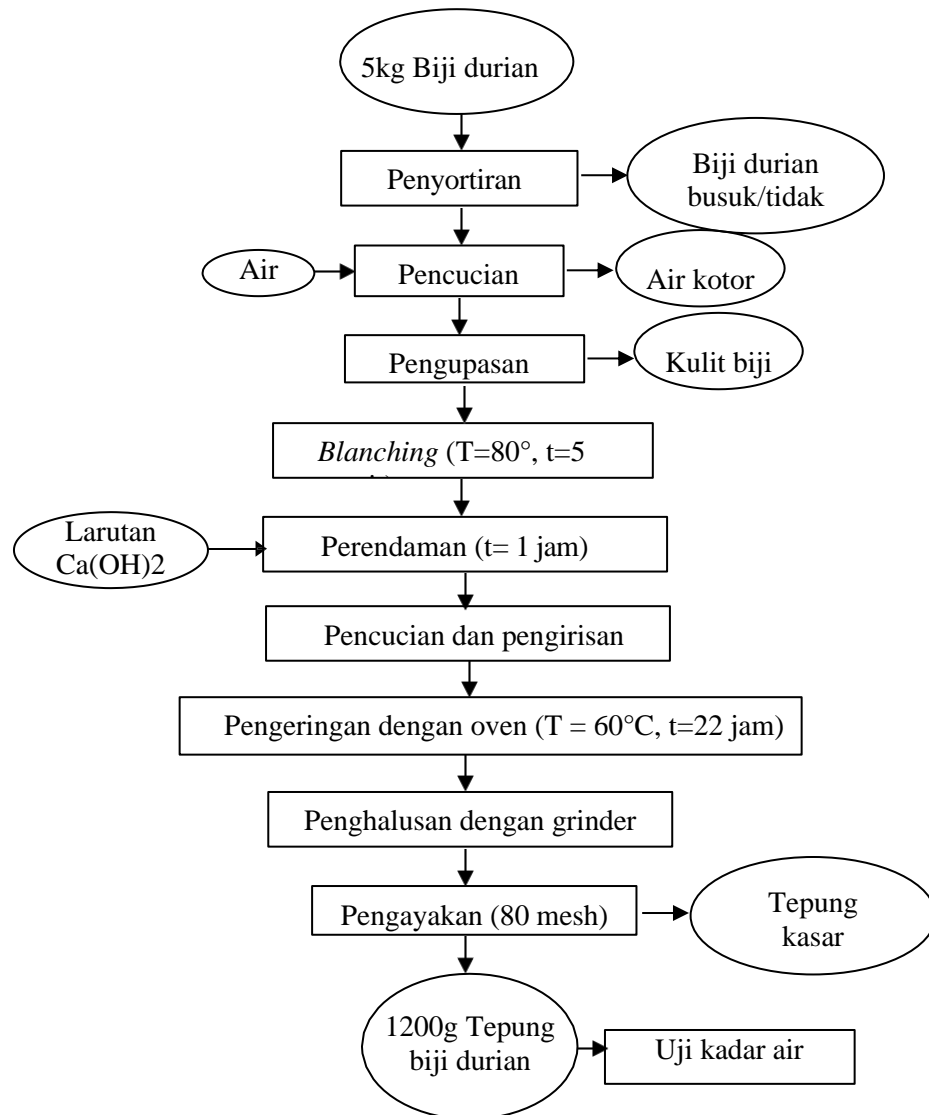 5kg Biji durian
Penyortiran
Biji durian
busuk/tidak
Air
Pencucian
Air kotor
Pengupasan
Kulit biji
Blanching (T=80°, t=5
Larutan
Ca(OH)2
Perendaman (t= 1 jam)
Pencucian dan pengirisan
Pengeringan dengan oven (T = 60°C, t=22 jam)
Penghalusan dengan grinder
Pengayakan (80 mesh)
Tepung
kasar
1200g Tepung
biji durian
Uji kadar air